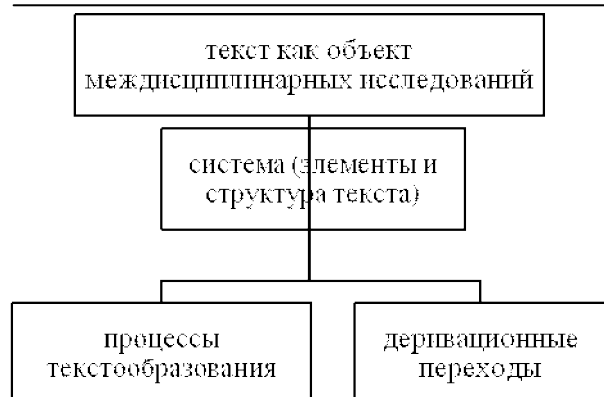 текст как объект
междисциплинарных исследований
система (элементы и
структура текста)
процессы
текстообразования
деривационные
переходы